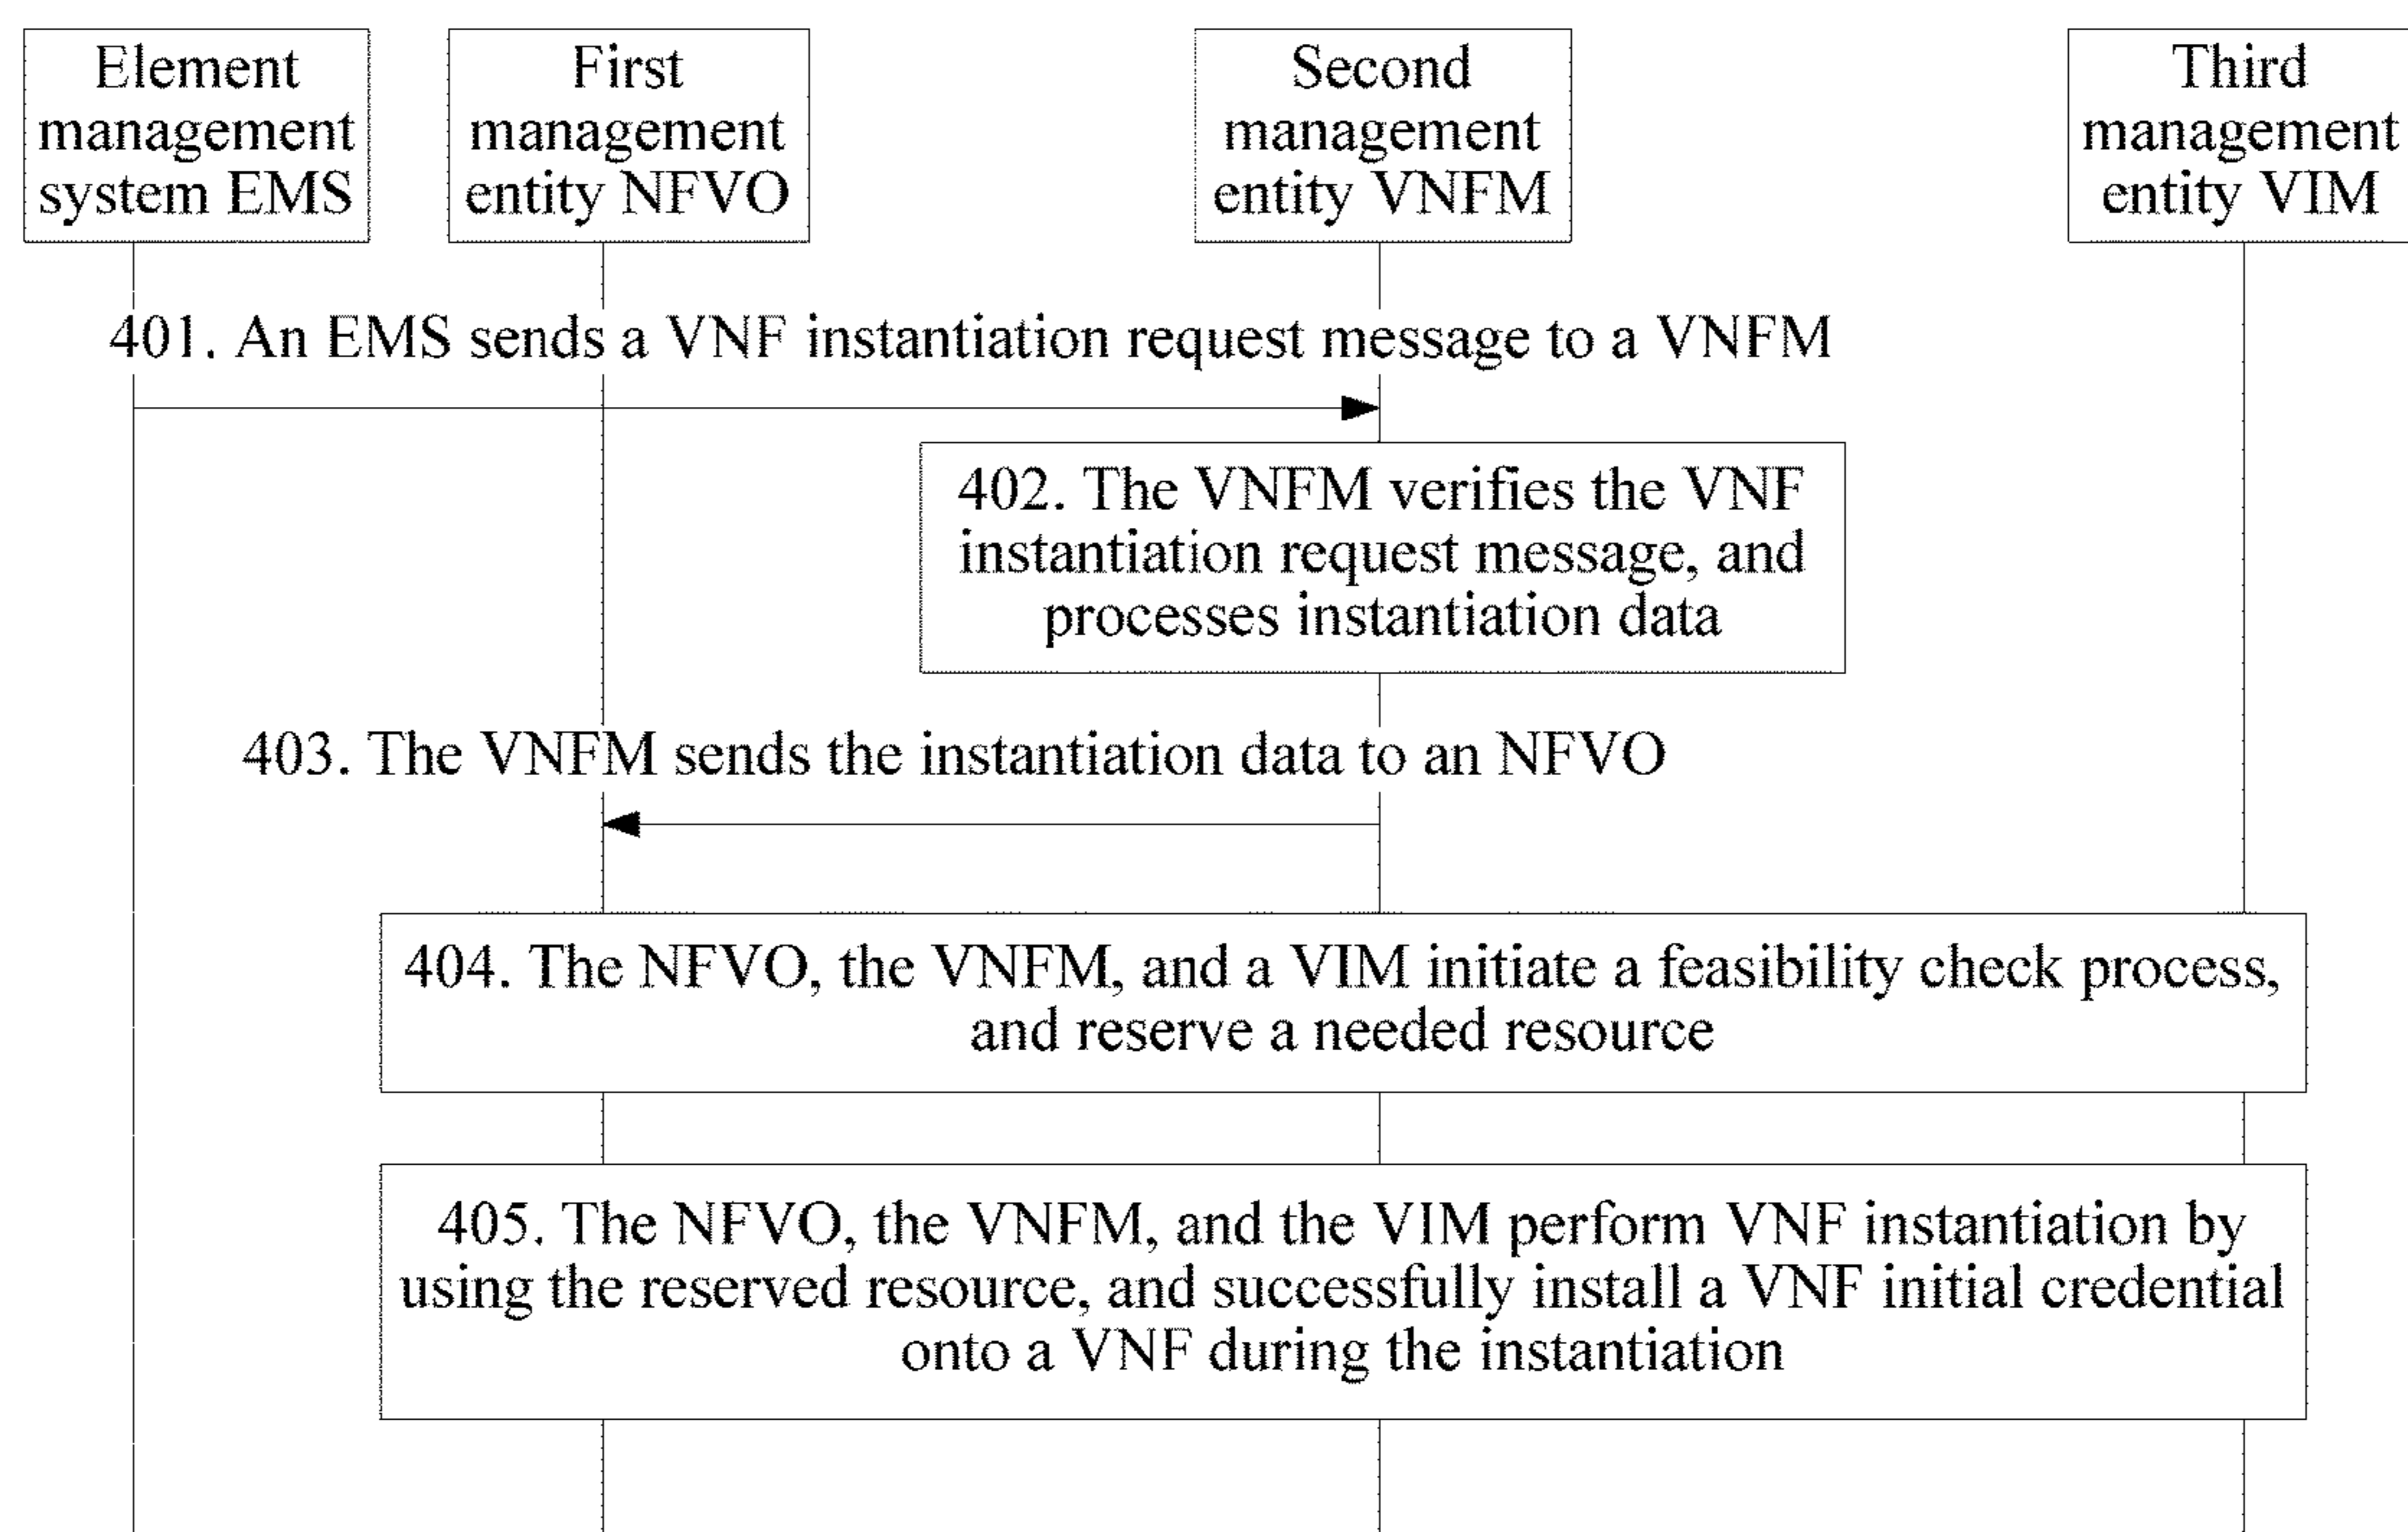 Element
management
system EMS
First
management
entity NFVO
Second
management
entity VNFM
Third
management
entity VIM
401. An EMS sends a VNF instantiation request message to a VNFM
402. The VNFM verifies the VNF
instantiation request message, and
processes instantiation data
403. The VNFM sends the instantiation data to an NFVO
404. The NFVO, the VNFM, and a VIM initiate a feasibility check process,
and reserve a needed resource
405. The NFVO, the VNFM, and the VIM perform VNF instantiation by
using the reserved resource, and successfully install a VNF initial credential
onto a VNF during the instantiation